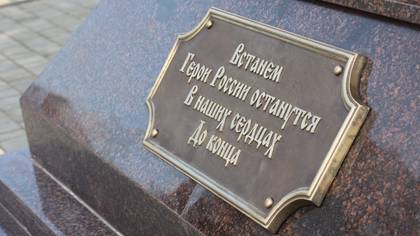 Встанем
Герои России останутся
В наших сердцах
До конца